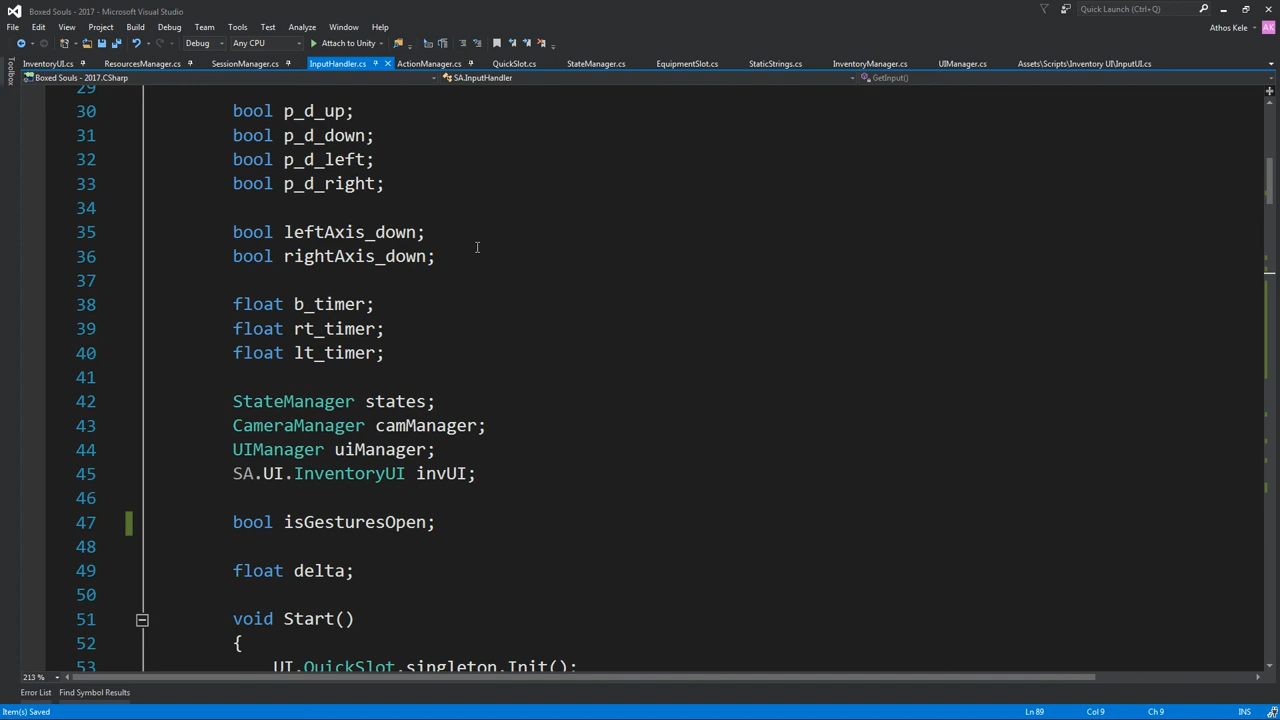 Boxed Souls - 2017 - Microsoft Visual Studio
Quick Launch (Ctrl+Q)
File Edit View Project Build Debug Team Tools Test Analyze Window Help
Athos Kele AK
Debug Any CPU Attach to Unity
Toolbox
InventoryUI.cs ResourcesManager.cs SessionManager.cs InputHandler.cs ActionManager.cs QuickSlot.cs StateManager.cs EquipmentSlot.cs StaticStrings.cs InventoryManager.cs UIManager.cs Assets\Scripts\Inventory UI\InputUI.cs
Boxed Souls - 2017.CSharp SA.InputHandler GetInput()
29
30 bool p_d_up;
31 bool p_d_down;
32 bool p_d_left;
33 bool p_d_right;
34
35 bool leftAxis_down;
36 bool rightAxis_down;
37
38 float b_timer;
39 float rt_timer;
40 float lt_timer;
41
42 StateManager states;
43 CameraManager camManager;
44 UIManager uiManager;
45 SA.UI.InventoryUI invUI;
46
47 bool isGesturesOpen;
48
49 float delta;
50
51 void Start()
52 {
53 UI.QuickSlot.singleton.Init();
213 %
Error List Find Symbol Results
Item(s) Saved Ln 89 Col 9 Ch 9 INS